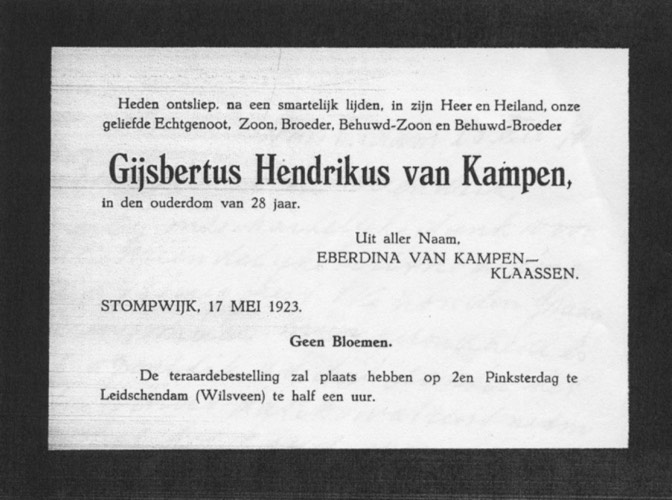 Heden ontsliep. na een smartelijk lijden, in zijn Heer en Heiland, onze
geliefde Echtgenoot, Zoon, Broeder, Behuwd-Zoon en Behuwd-Broeder
Gijsbertus Hendrikus van Kampen,
in den ouderdom van 28 jaar.
Uit aller Naam,
EBERDINA VAN KAMPEN—
KLAASSEN.
STOMPWIJK, 17 MEI 1923.
Geen Bloemen.
De teraardebestelling zal plaats hebben op 2en Pinksterdag te
Leidschendam (Wilsveen) te half een uur.